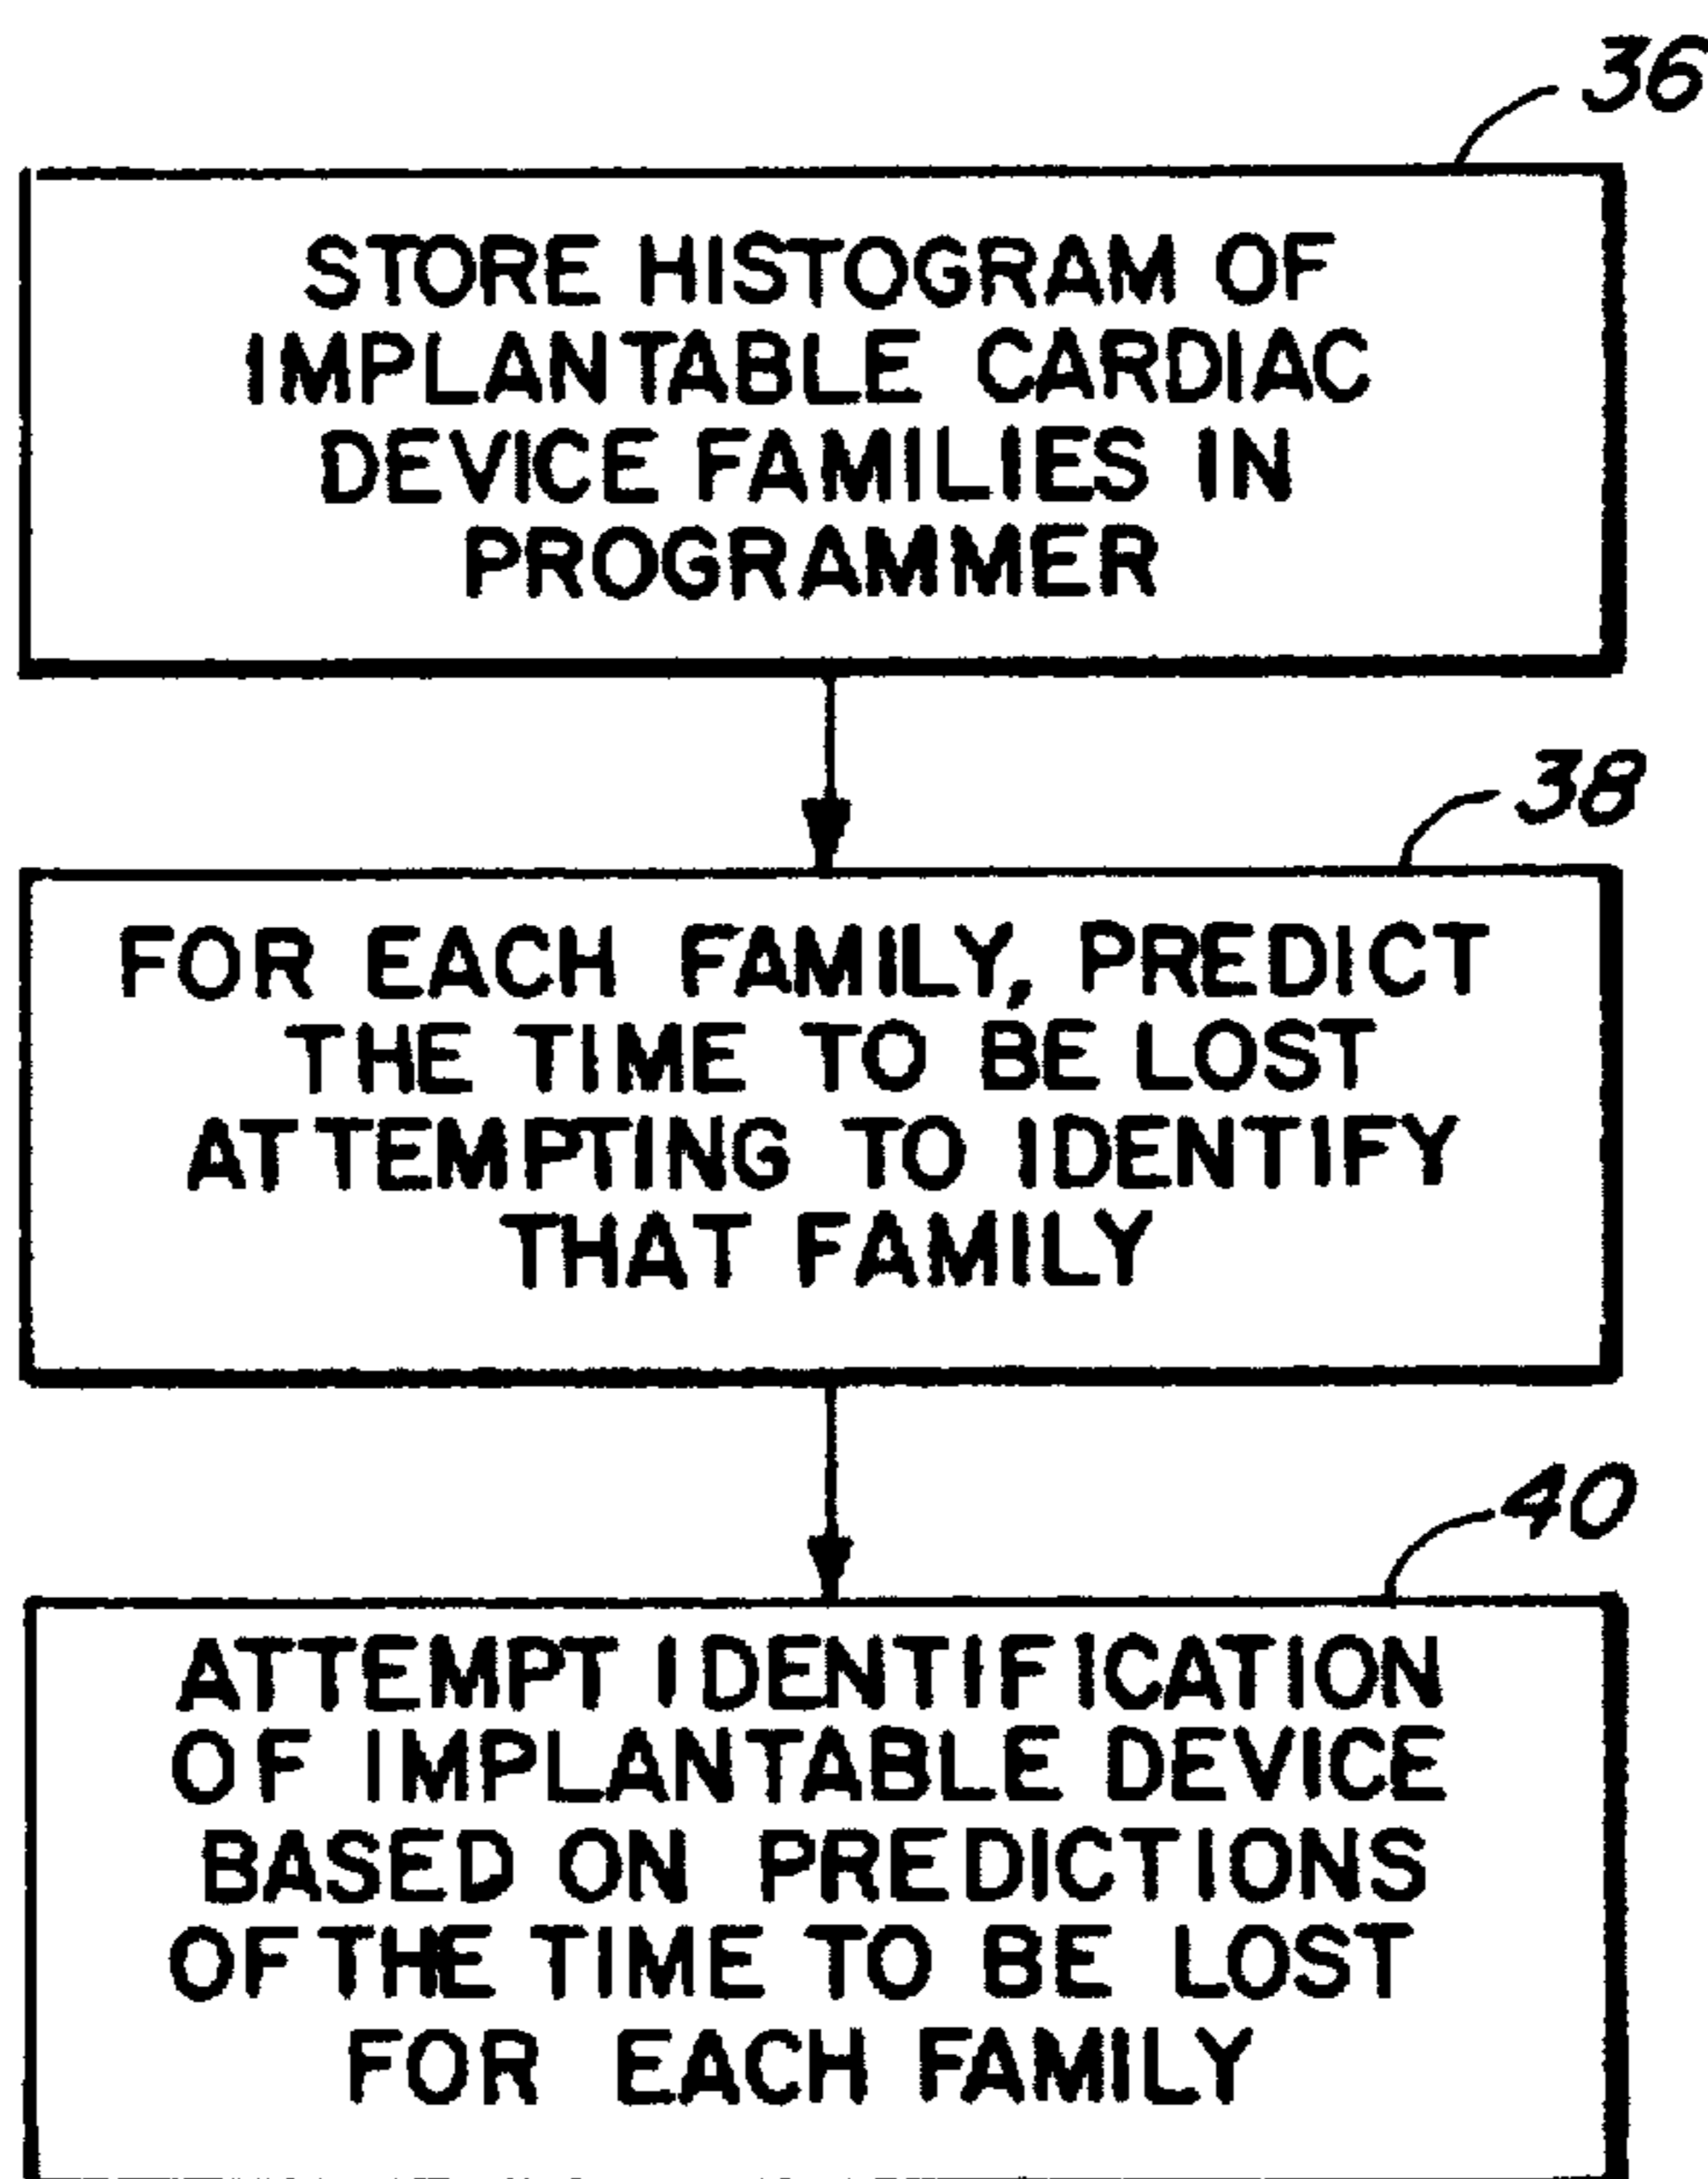 36
STORE HISTOGRAM OF
IMPLANTABLE CARDIAC
DEVICE FAMILIES IN
PROGRAMMER
38
FOR EACH FAMILY, PREDICT
THE TIME TO BE LOST
ATTEMPTING TO IDENTIFY
THAT FAMILY
40
ATTEMPT IDENTIFICATION
OF IMPLANTABLE DEVICE
BASED ON PREDICTIONS
OF THE TIME TO BE LOST
FOR EACH FAMILY